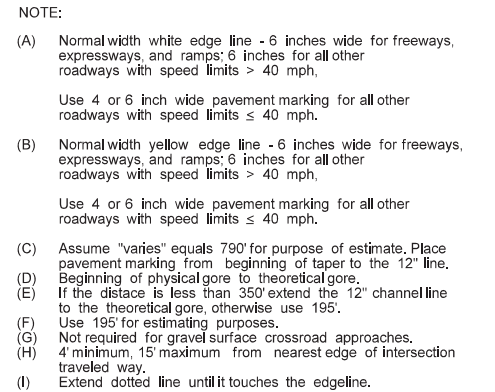 NOTE:
(A) Normal width white edge line - 6 inches wide for freeways,
expressways, and ramps; 6 inches for all other
roadways with speed limits > 40 mph,
Use 4 or 6 inch wide pavement marking for all other
roadways with speed limits ≤ 40 mph.
(B) Normal width yellow edge line - 6 inches wide for freeways,
expressways, and ramps; 6 inches for all other
roadways with speed limits > 40 mph,
Use 4 or 6 inch wide pavement marking for all other
roadways with speed limits ≤ 40 mph.
(C) Assume "varies" equals 790' for purpose of estimate. Place
pavement marking from beginning of taper to the 12" line.
(D) Beginning of physical gore to theoretical gore.
(E) If the distace is less than 350' extend the 12" channel line
to the theoretical gore, otherwise use 195'.
(F) Use 195' for estimating purposes.
(G) Not required for gravel surface crossroad approaches.
(H) 4' minimum, 15' maximum from nearest edge of intersection
traveled way.
(I) Extend dotted line until it touches the edgeline.